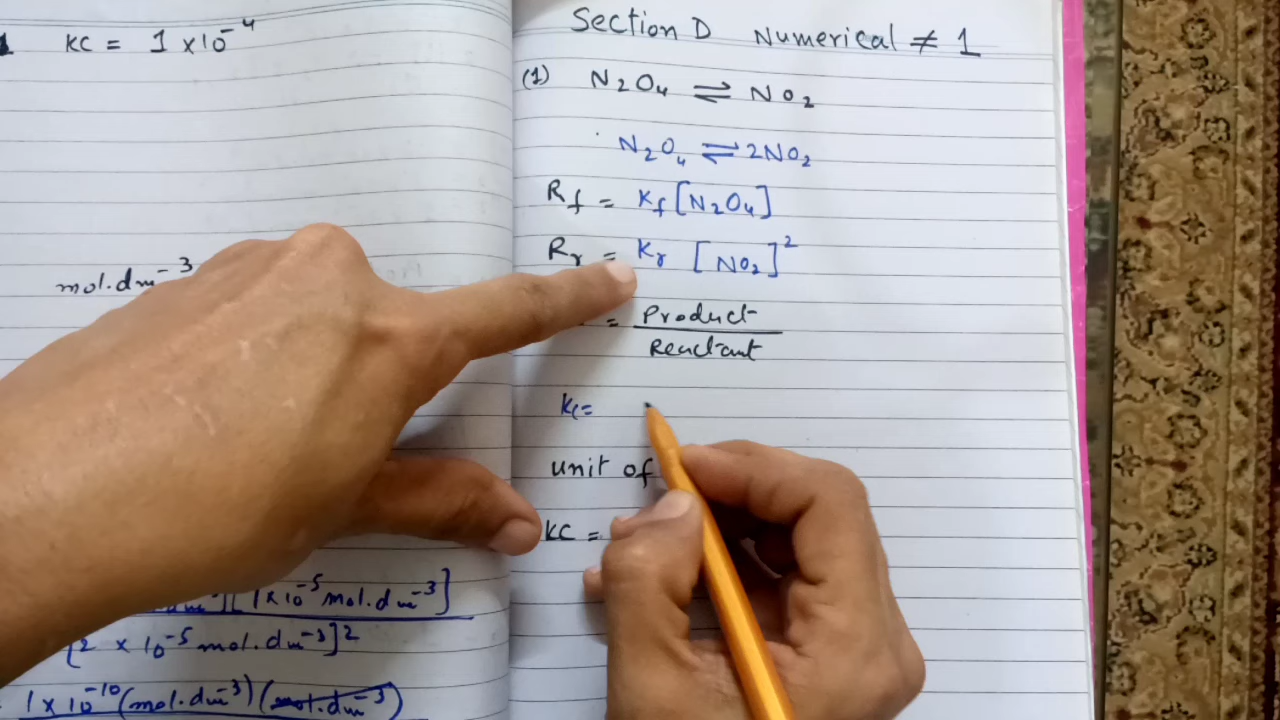 KC = 1 × 10⁻⁴
mol.dm⁻³
[1×10⁻⁵ mol.dm⁻³]
[2 × 10⁻⁵ mol.dm⁻³]²
1 × 10⁻¹⁰ (mol.dm⁻³) (mol.dm⁻³)
Section D Numerical ≠ 1
(1) N₂O₄ ⇌ NO₂
N₂O₄ ⇌ 2NO₂
Rf = Kf [N₂O₄]
Rr = Kr [NO₂]²
= Product
Reactant
Kc =
unit of
KC =